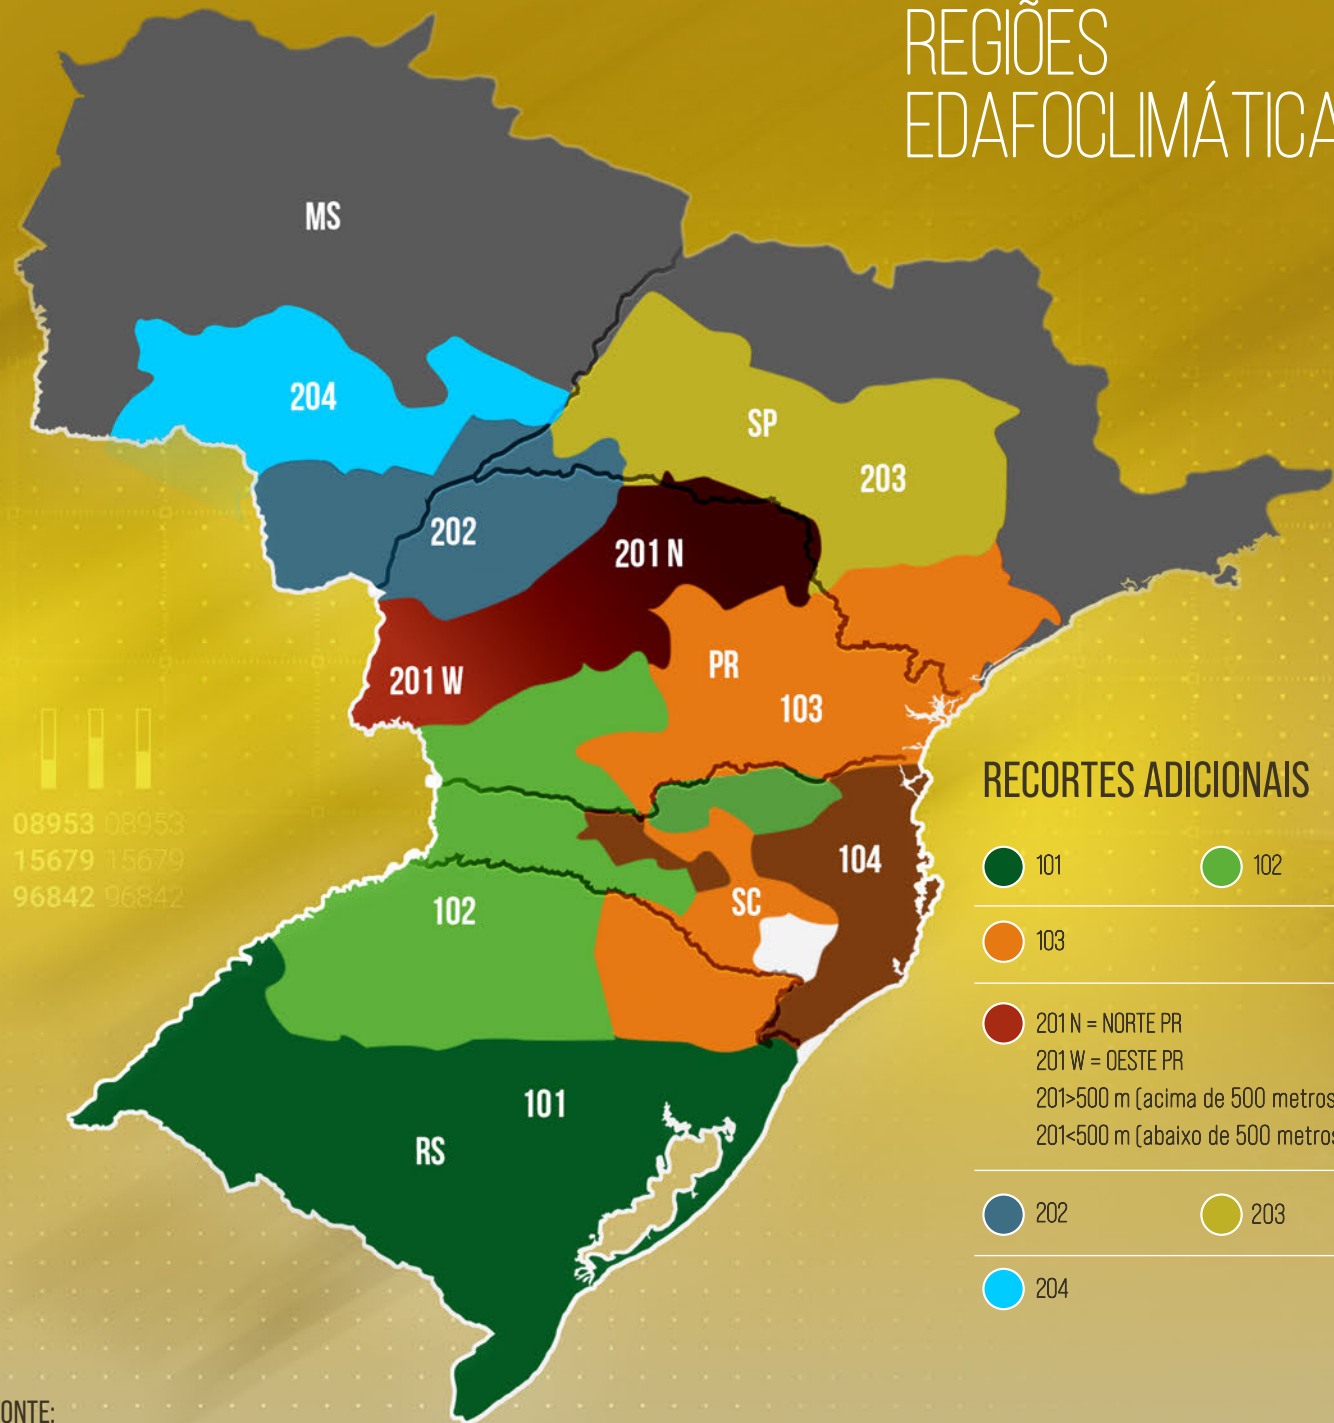 REGIÕES
EDAFOCLIMÁTICA
MS
204
SP
203
202
201 N
201 W
PR
103
08953 08953
15679 15679
96842 96842
104
SC
102
101
RS
RECORTES ADICIONAIS
101
102
103
201 N = NORTE PR
201 W = OESTE PR
201>500 m (acima de 500 metros
201<500 m (abaixo de 500 metros
202
203
204
ONTE: